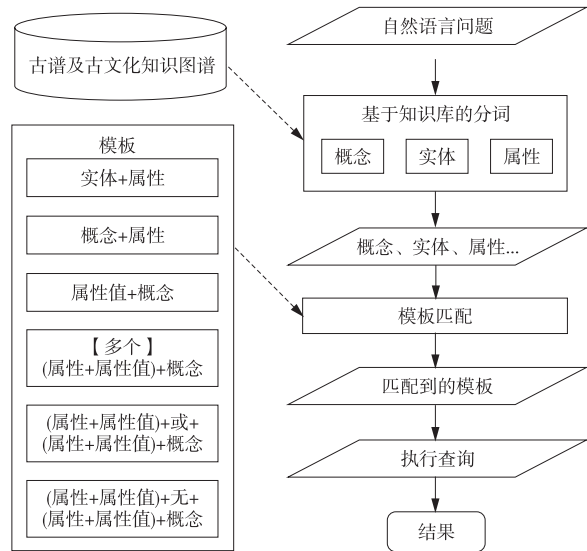 古谱及古文化知识图谱
模板
实体+属性
概念+属性
属性值+概念
【多个】
(属性+属性值)+概念
(属性+属性值)+或+
(属性+属性值)+概念
(属性+属性值)+无+
(属性+属性值)+概念
自然语言问题
基于知识库的分词
概念 实体 属性
概念、实体、属性...
模板匹配
匹配到的模板
执行查询
结果